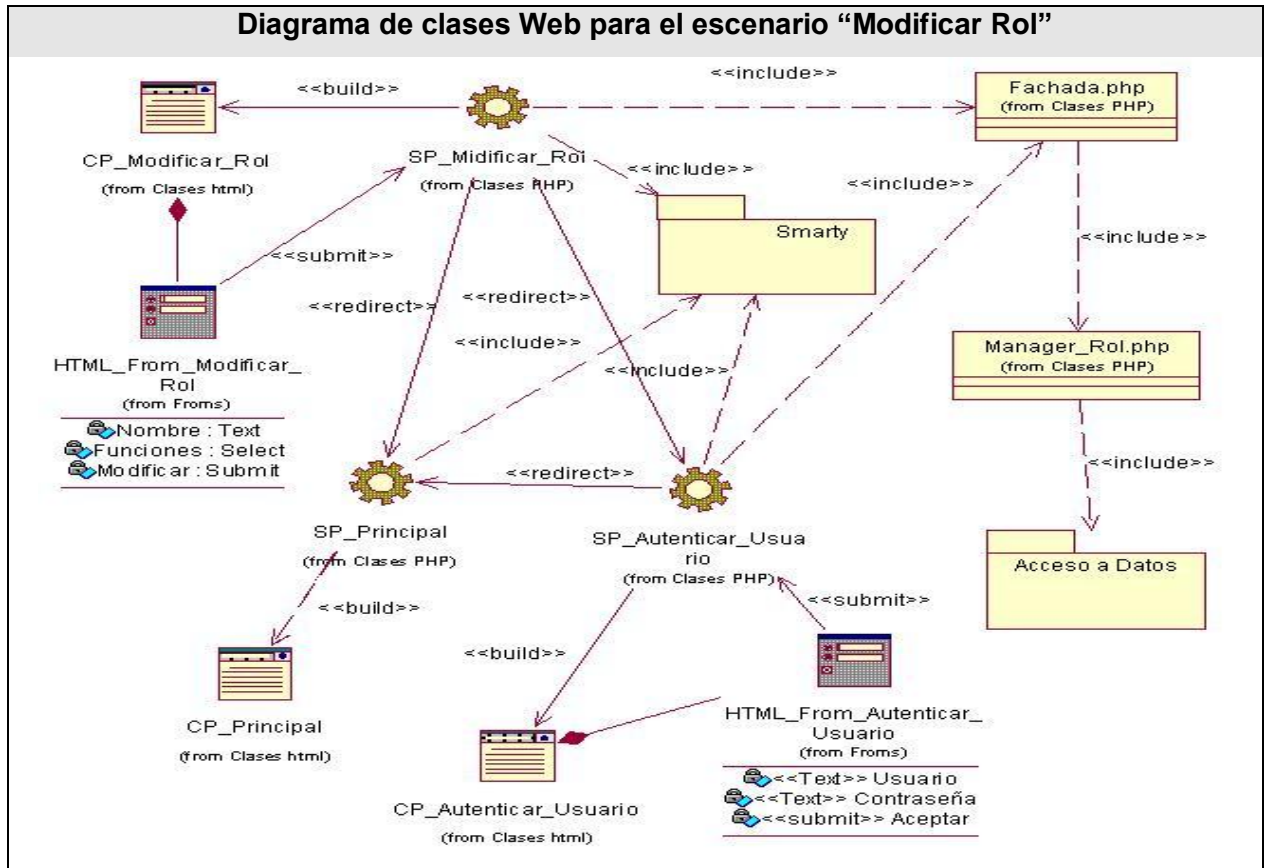 Diagrama de clases Web para el escenario “Modificar Rol”
<<include>>
<<build>>
Fachada.php
(from Clases PHP)
CP_Modificar_Rol
(from Clases html)
SP_Midificar_Rol
(from Clases PHP)
<<include>>
<<include>>
Smarty
<<include>>
<<submit>>
<<redirect>>
<<redirect>>
<<include>>
<<include>>
HTML_From_Modificar_
Rol
(from Froms)
Nombre : Text
Funciones : Select
Modificar : Submit
Manager_Rol.php
(from Clases PHP)
<<include>>
<<redirect>>
SP_Principal
(from Clases PHP)
SP_Autenticar_Usua
rio
(from Clases PHP)
Acceso a Datos
<<build>>
<<submit>>
<<build>>
CP_Principal
(from Clases html)
HTML_From_Autenticar_
Usuario
(from Froms)
<<Text>> Usuario
<<Text>> Contraseña
<<submit>> Aceptar
CP_Autenticar_Usuario
(from Clases html)